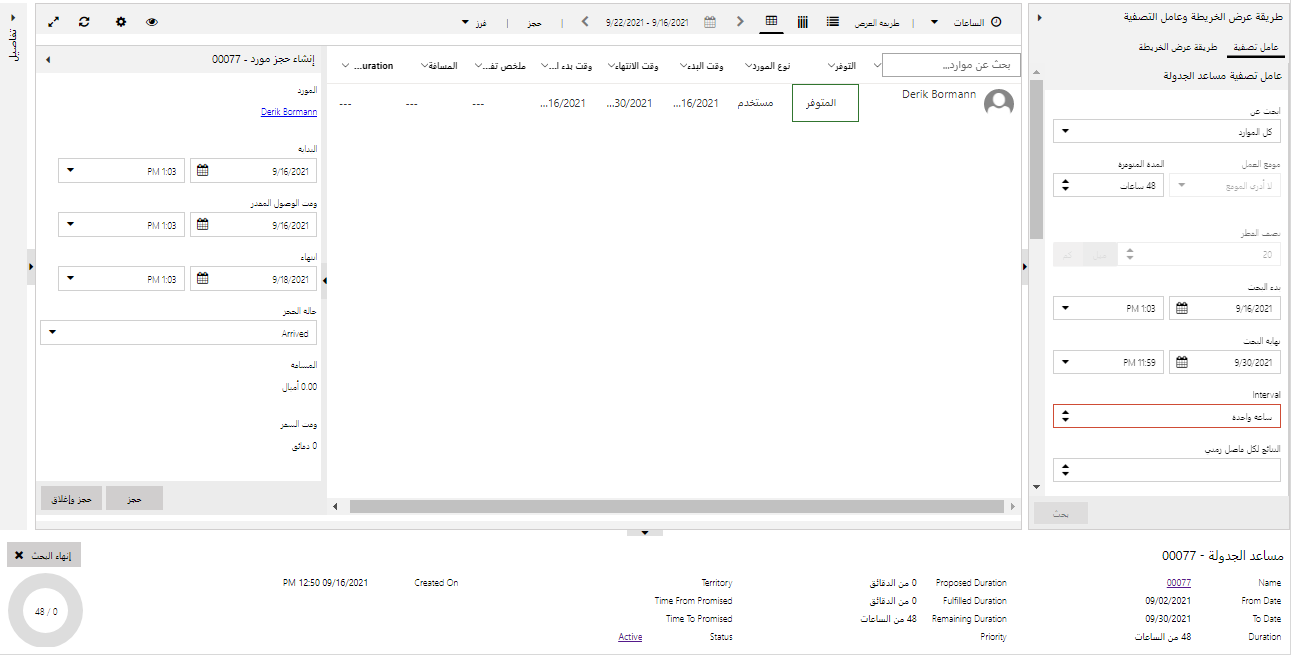 طريقة عرض الخريطة وعامل التصفية
عامل تصفية
طريقة عرض الخريطة
عامل تصفية مساعد الجدولة
ابحث عن
كل الموارد
موقع العمل
المدة المتوفرة
لا أدري الموقع
48 ساعات
نصف القطر
20
ميل
كم
بدء البحث
9/16/2021
1:03 PM
نهاية البحث
9/30/2021
11:59 PM
Interval
ساعة واحدة
النتائج لكل فاصل زمني
بحث
الساعات
طريقة العرض
9/16/2021 - 9/22/2021
حجز
فرز
بحث عن موارد...
التوفر
نوع المورد
وقت البدء
وقت الانتهاء
وقت بدء ا...
ملخص تفـ...
المسافة
...uration
Derik Bormann
المتوفر
مستخدم
16/2021...
30/2021...
16/2021...
---
---
---
إنشاء حجز مورد - 00077
المورد
Derik Bormann
البداية
9/16/2021
1:03 PM
وقت الوصول المقدر
9/16/2021
1:03 PM
انتهاء
9/18/2021
1:03 PM
حالة الحجز
Arrived
المسافة
0.00 أميال
وقت السفر
0 دقائق
حجز
حجز وإغلاق
تفاصيل
مساعد الجدولة - 00077
إنهاء البحث
Name
00077
Proposed Duration
0 من الدقائق
Territory
Created On
09/16/2021 12:50 PM
From Date
09/02/2021
Fulfilled Duration
0 من الدقائق
Time From Promised
To Date
09/30/2021
Remaining Duration
48 من الساعات
Time To Promised
Duration
48 من الساعات
Priority
Status
Active
0 / 48